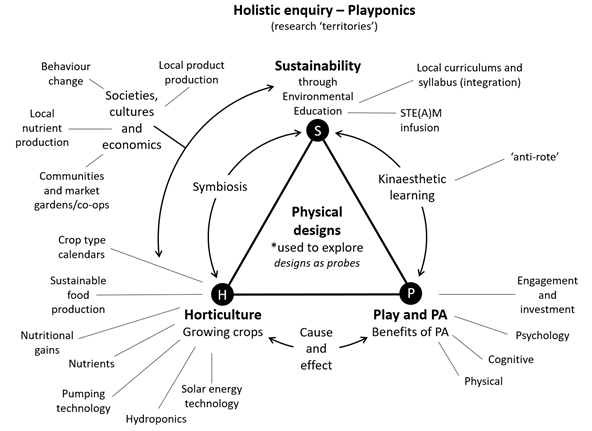 Holistic enquiry – Playponics
(research ‘territories’)
Sustainability
through
Environmental
Education
S
Local curriculums and
syllabus (integration)
STE(A)M
infusion
Behaviour
change
Local product
production
Societies,
cultures
and
economics
Local
nutrient
production
Communities
and market
gardens/co-ops
Symbiosis
Kinaesthetic
learning
‘anti-rote’
Physical
designs
*used to explore
designs as probes
H
P
Horticulture
Growing crops
Crop type
calendars
Sustainable
food
production
Nutritional
gains
Nutrients
Pumping
technology
Hydroponics
Solar energy
technology
Cause
and
effect
Play and PA
Benefits of PA
Engagement
and
investment
Psychology
Cognitive
Physical